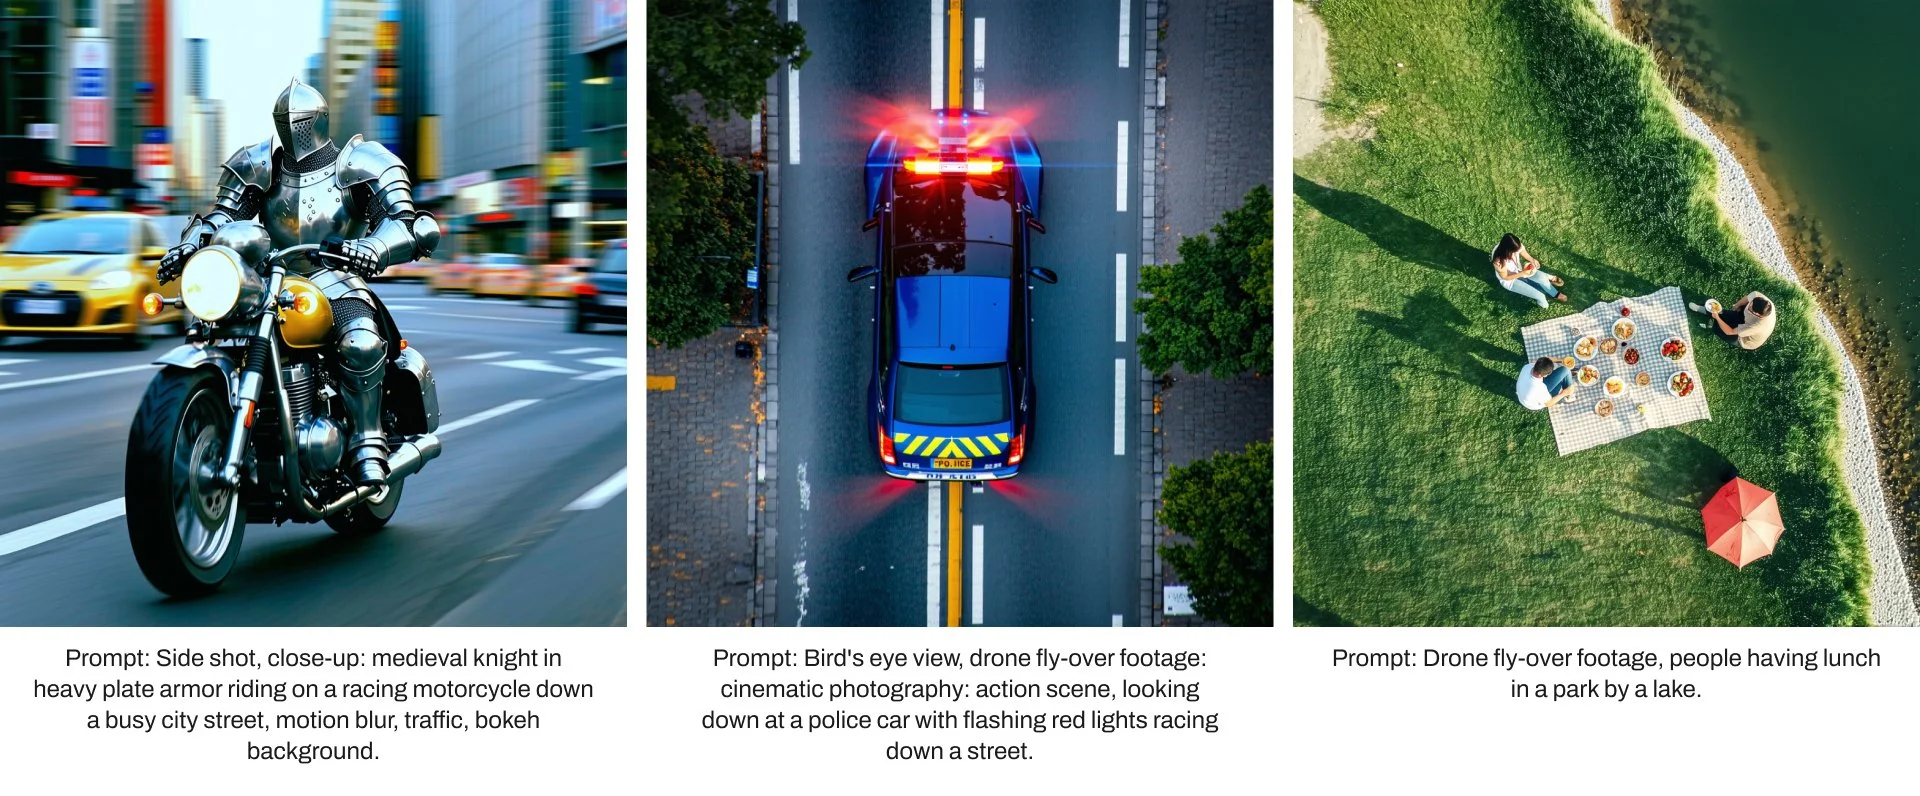 Prompt: Side shot, close-up: medieval knight in
heavy plate armor riding on a racing motorcycle down
a busy city street, motion blur, traffic, bokeh
background.
PO.IICE
Prompt: Bird's eye view, drone fly-over footage:
cinematic photography: action scene, looking
down at a police car with flashing red lights racing
down a street.
Prompt: Drone fly-over footage, people having lunch
in a park by a lake.